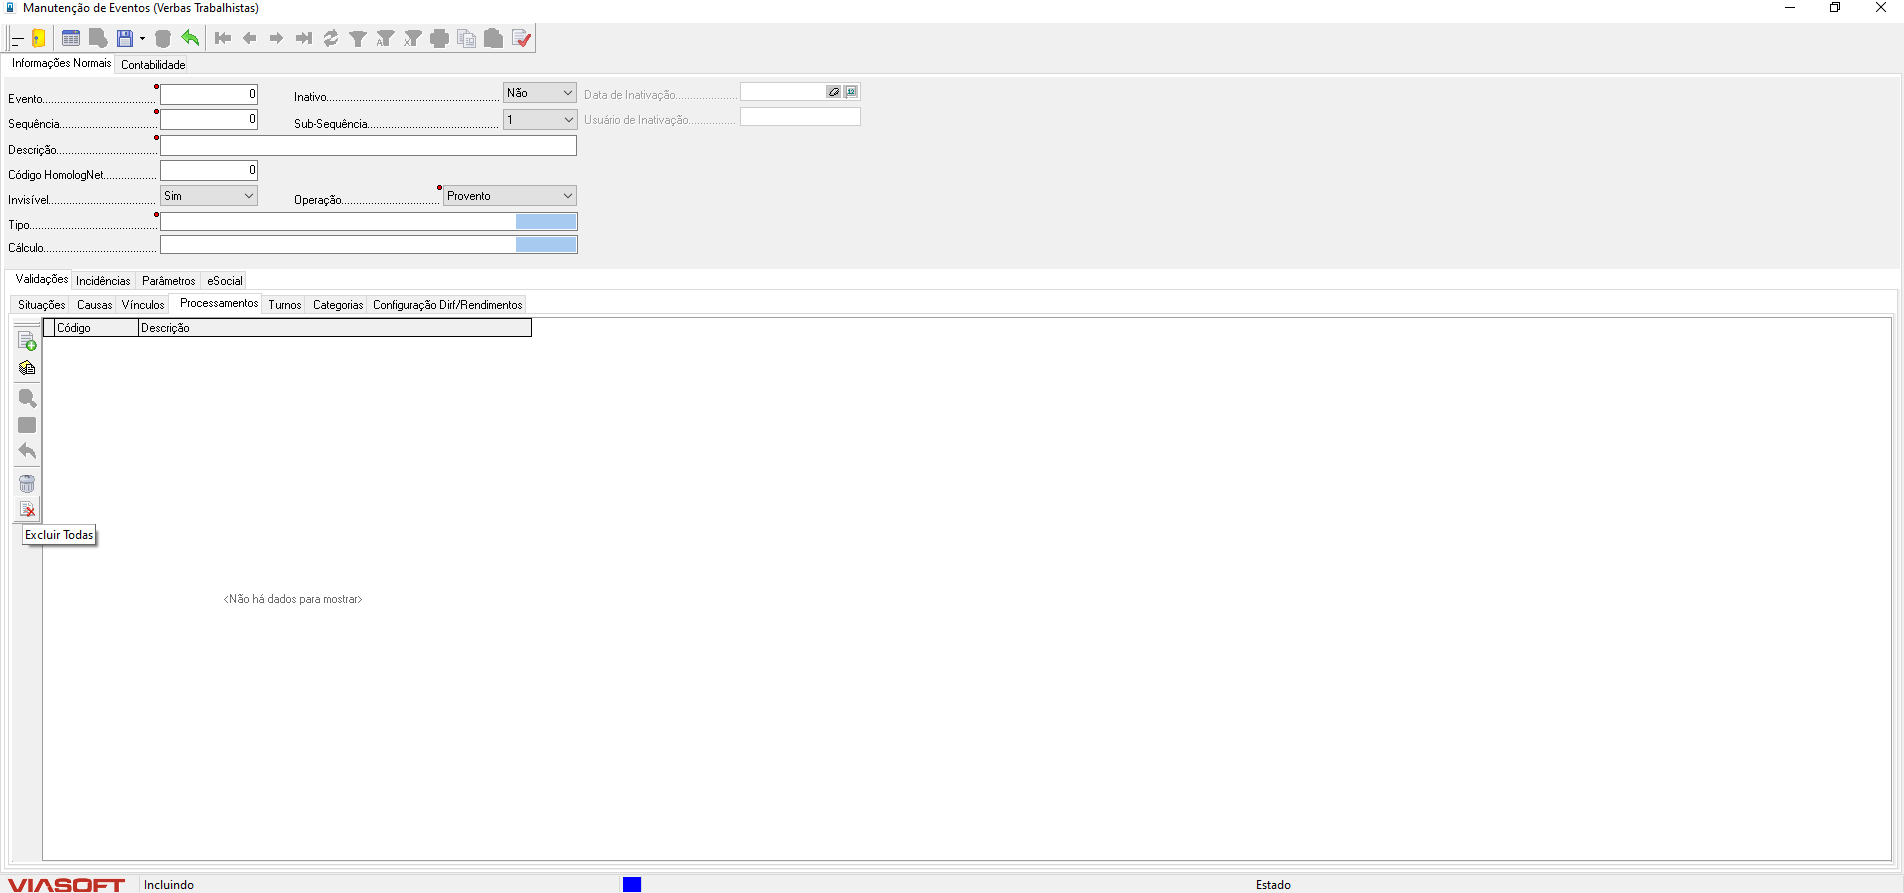 Manutenção de Eventos (Verbas Trabalhistas)
Informações Normais Contabilidade
Evento 0 Inativo Não Data de Inativação
Sequência 0 Sub-Sequência 1 Usuário de Inativação
Descrição
Código HomologNet 0
Invisível Sim Operação Provento
Tipo
Cálculo
Validações Incidências Parâmetros eSocial
Situações Causas Vínculos Processamentos Turnos Categorias Configuração Dirf/Rendimentos
Código Descrição
Excluir Todas
<Não há dados para mostrar>
VIASOFT Incluindo Estado